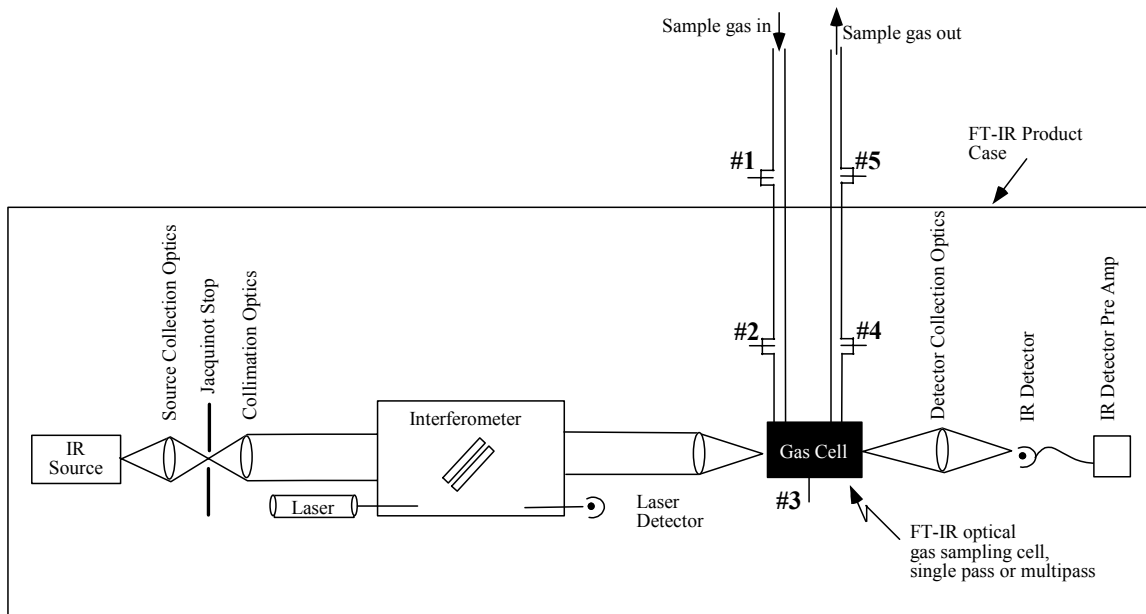 Sample gas in
Sample gas out
FT-IR Product
Case
#1
#5
Source Collection Optics
Jacquinot Stop
Collimation Optics
#2
#4
Detector Collection Optics
IR Detector
IR Detector Pre Amp
Interferometer
IR
Source
Gas Cell
Laser
Laser
Detector
#3
FT-IR optical
gas sampling cell,
single pass or multipass